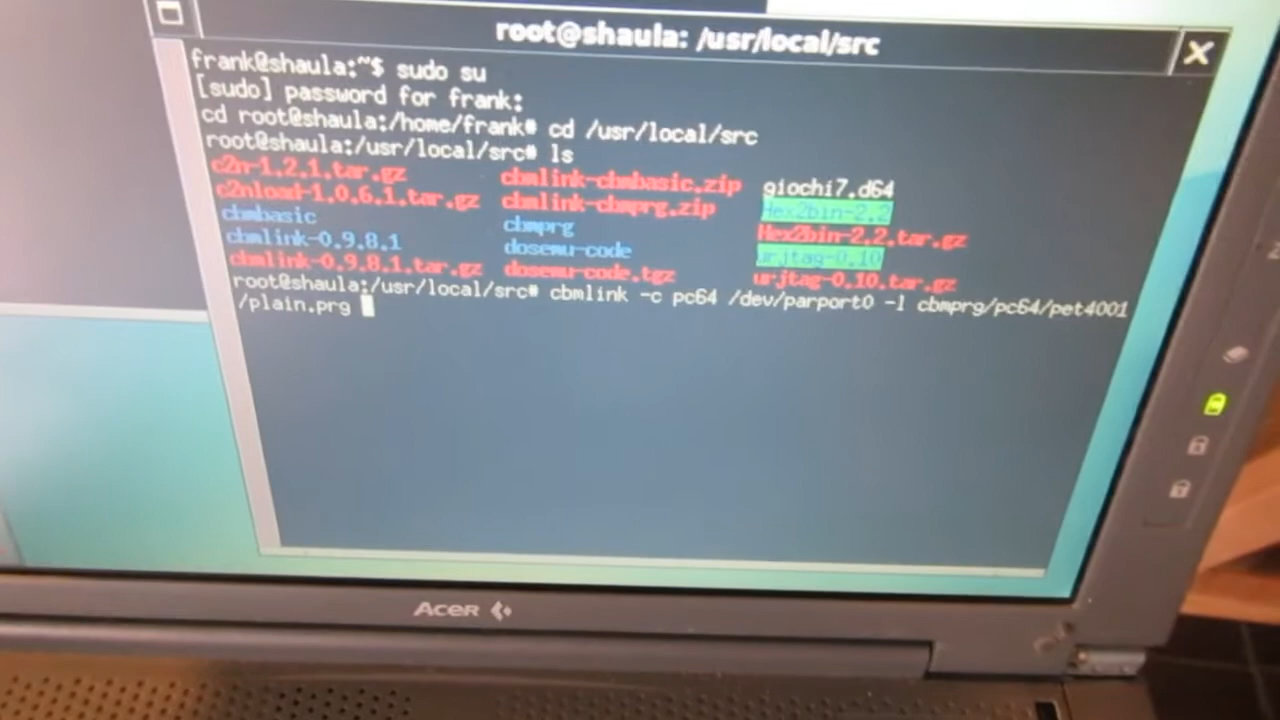 root@shaula: /usr/local/src
frank@shaula:~$ sudo su
[sudo] password for frank:
cd root@shaula:/home/frank# cd /usr/local/src
root@shaula:/usr/local/src# ls
c2n-1.2.1.tar.gz cbmlink-cbmbasic.zip giochi7.d64
c2nload-1.0.6.1.tar.gz cbmlink-cbmprg.zip Hex2bin-2.2
cbmbasic cbmprg Hex2bin-2.2.tar.gz
cbmlink-0.9.8.1 dosemu-code urjtag-0.10
cbmlink-0.9.8.1.tar.gz dosemu-code.tgz urjtag-0.10.tar.gz
root@shaula:/usr/local/src# cbmlink -c pc64 /dev/parport0 -l cbmprg/pc64/pet4001
/plain.prg
Acer